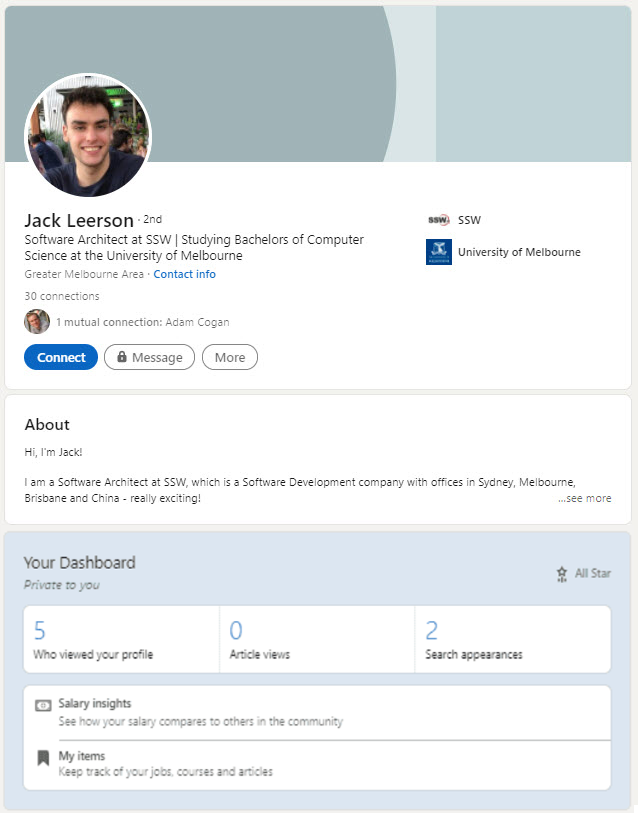 Jack Leerson · 2nd
Software Architect at SSW | Studying Bachelors of Computer
Science at the University of Melbourne
Greater Melbourne Area · Contact info
30 connections
1 mutual connection: Adam Cogan
Connect
Message
More
SSW
SSW
University of Melbourne
About
Hi, I'm Jack!
I am a Software Architect at SSW, which is a Software Development company with offices in Sydney, Melbourne,
Brisbane and China - really exciting!
...see more
Your Dashboard
Private to you
All Star
5
Who viewed your profile
0
Article views
2
Search appearances
Salary insights
See how your salary compares to others in the community
My items
Keep track of your jobs, courses and articles